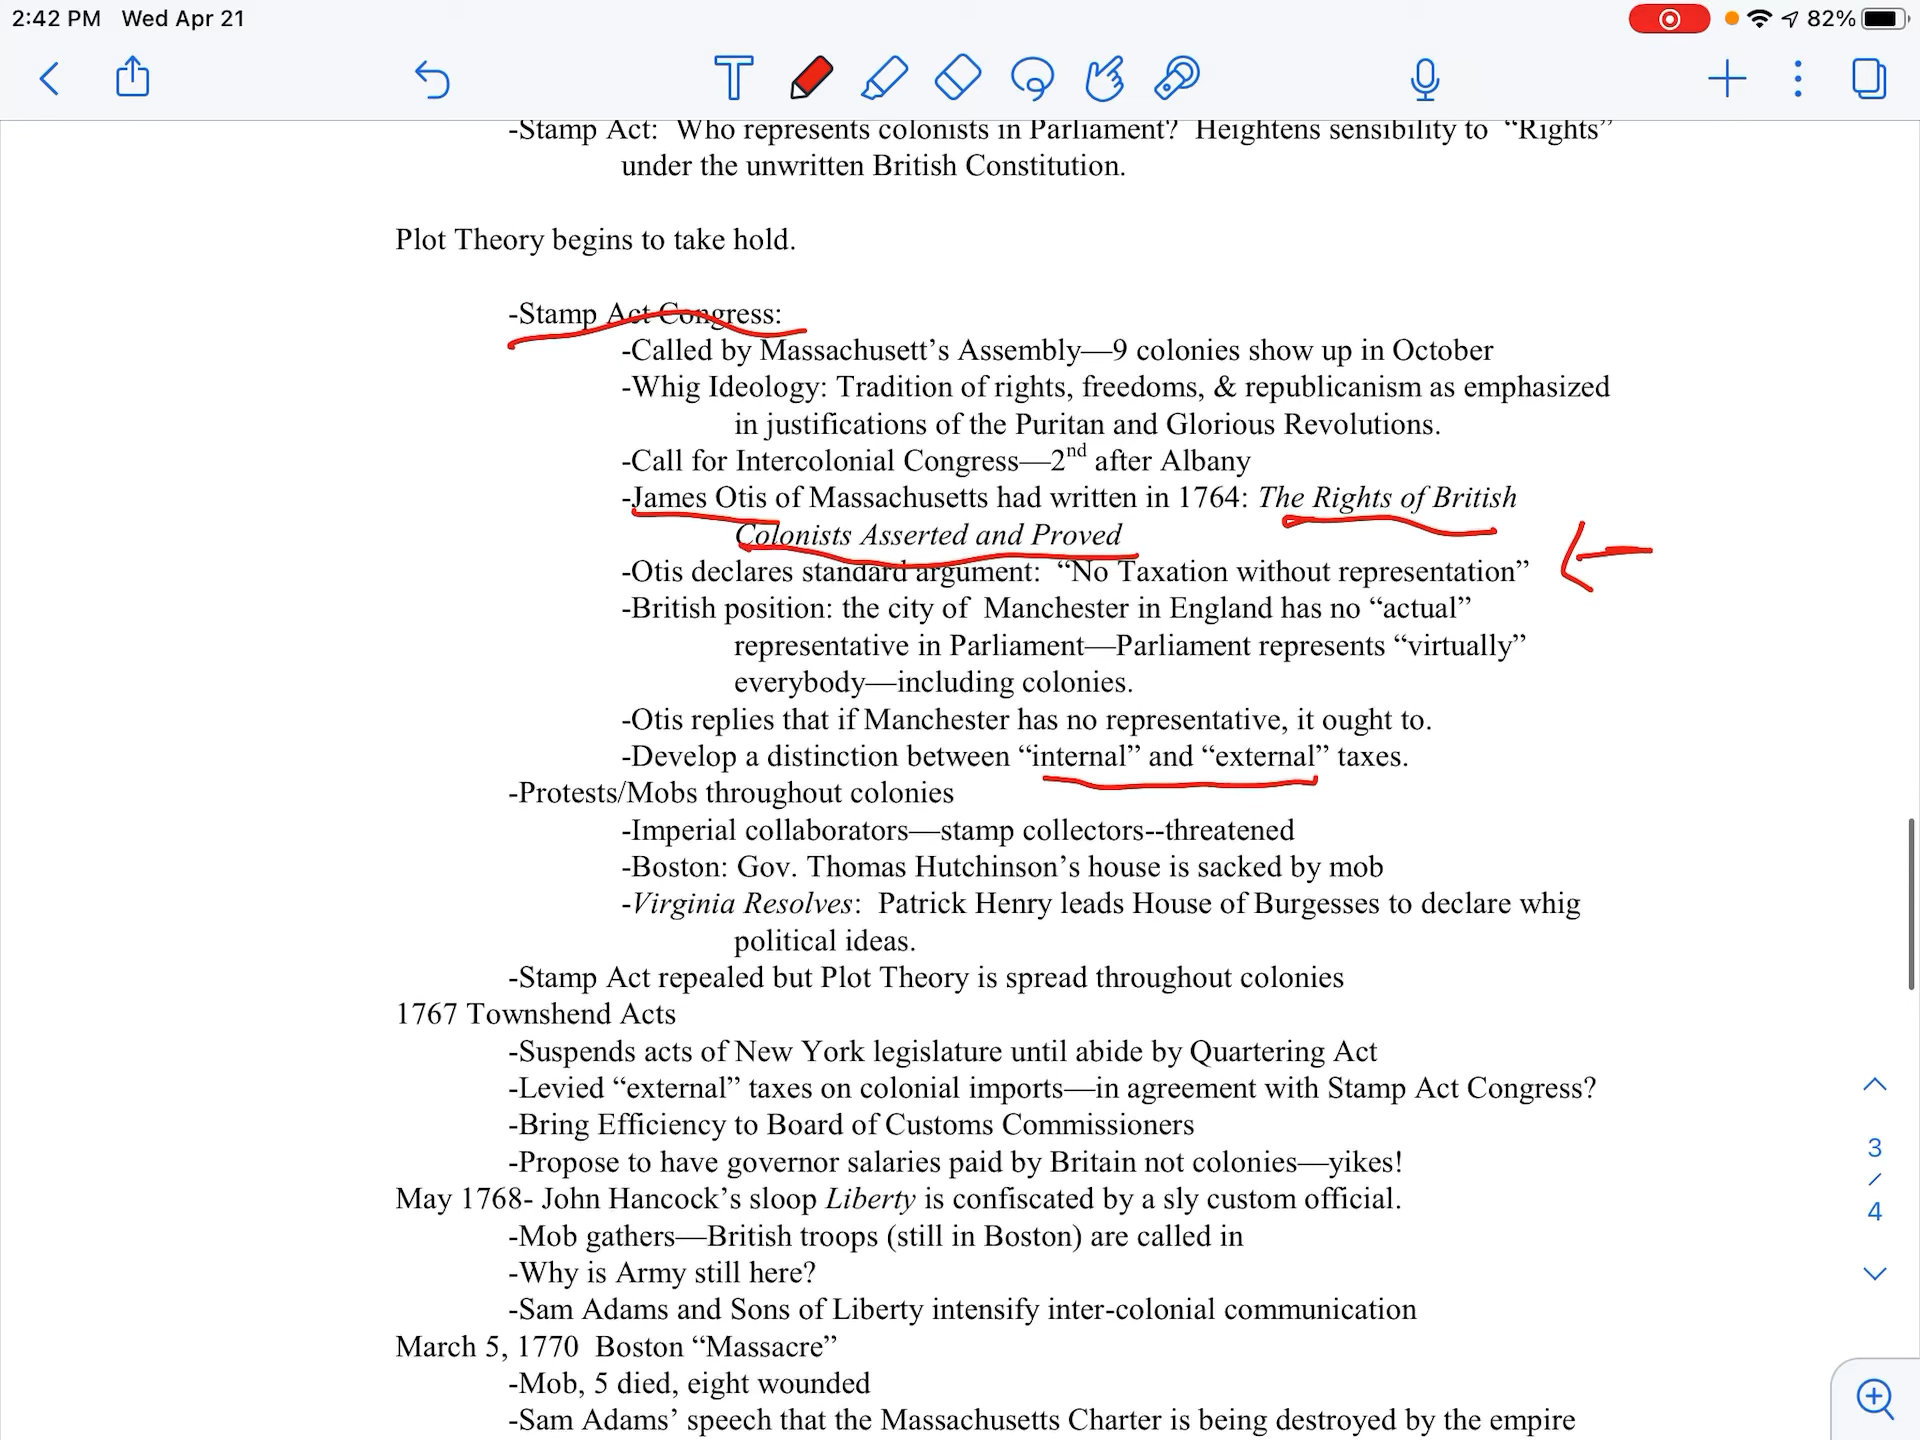 2:42 PM Wed Apr 21
82%
-Stamp Act: Who represents colonists in Parliament? Heightens sensibility to “Rights”
under the unwritten British Constitution.
Plot Theory begins to take hold.
-Stamp Act Congress:
-Called by Massachusett’s Assembly—9 colonies show up in October
-Whig Ideology: Tradition of rights, freedoms, & republicanism as emphasized
in justifications of the Puritan and Glorious Revolutions.
-Call for Intercolonial Congress—2nd after Albany
-James Otis of Massachusetts had written in 1764: The Rights of British
Colonists Asserted and Proved
-Otis declares standard argument: “No Taxation without representation”
-British position: the city of Manchester in England has no “actual”
representative in Parliament—Parliament represents “virtually”
everybody—including colonies.
-Otis replies that if Manchester has no representative, it ought to.
-Develop a distinction between “internal” and “external” taxes.
-Protests/Mobs throughout colonies
-Imperial collaborators—stamp collectors--threatened
-Boston: Gov. Thomas Hutchinson’s house is sacked by mob
-Virginia Resolves: Patrick Henry leads House of Burgesses to declare whig
political ideas.
-Stamp Act repealed but Plot Theory is spread throughout colonies
1767 Townshend Acts
-Suspends acts of New York legislature until abide by Quartering Act
-Levied “external” taxes on colonial imports—in agreement with Stamp Act Congress?
-Bring Efficiency to Board of Customs Commissioners
-Propose to have governor salaries paid by Britain not colonies—yikes!
May 1768- John Hancock’s sloop Liberty is confiscated by a sly custom official.
-Mob gathers—British troops (still in Boston) are called in
-Why is Army still here?
-Sam Adams and Sons of Liberty intensify inter-colonial communication
March 5, 1770 Boston “Massacre”
-Mob, 5 died, eight wounded
-Sam Adams’ speech that the Massachusetts Charter is being destroyed by the empire
3
/
4